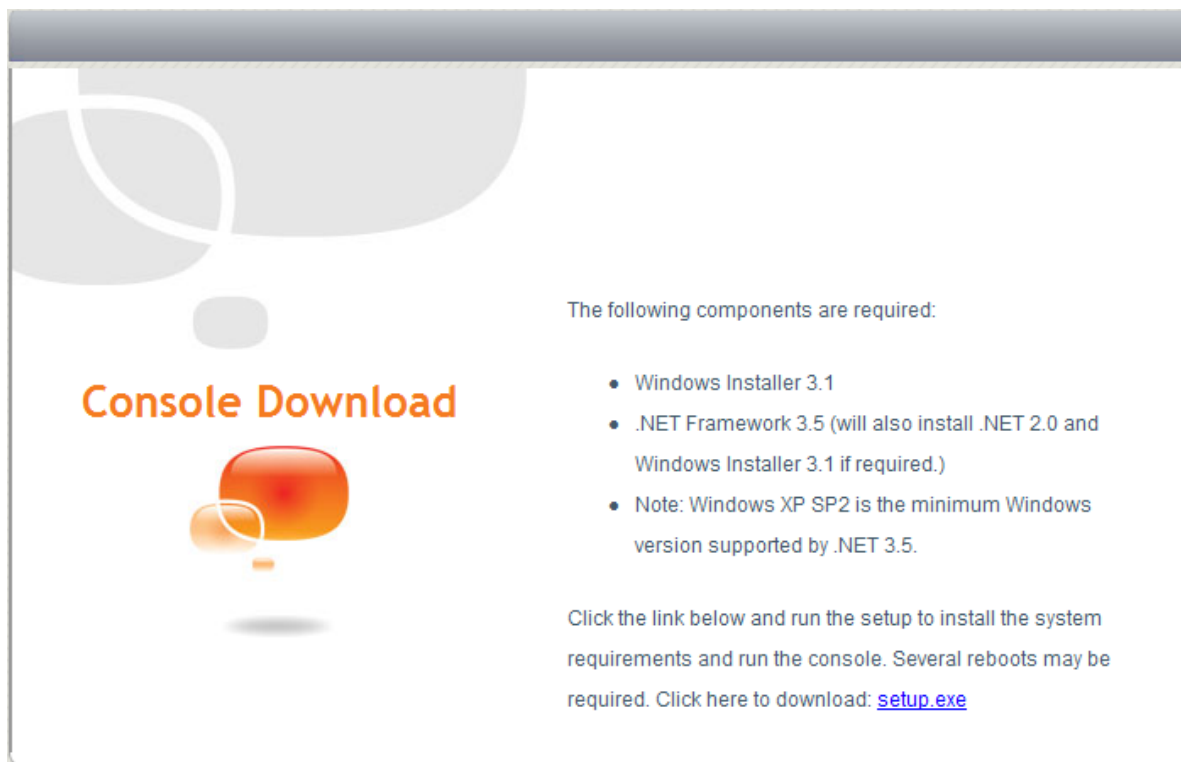 Console Download
The following components are required:
● Windows Installer 3.1
● .NET Framework 3.5 (will also install .NET 2.0 and
Windows Installer 3.1 if required.)
● Note: Windows XP SP2 is the minimum Windows
version supported by .NET 3.5.
Click the link below and run the setup to install the system
requirements and run the console. Several reboots may be
required. Click here to download: setup.exe